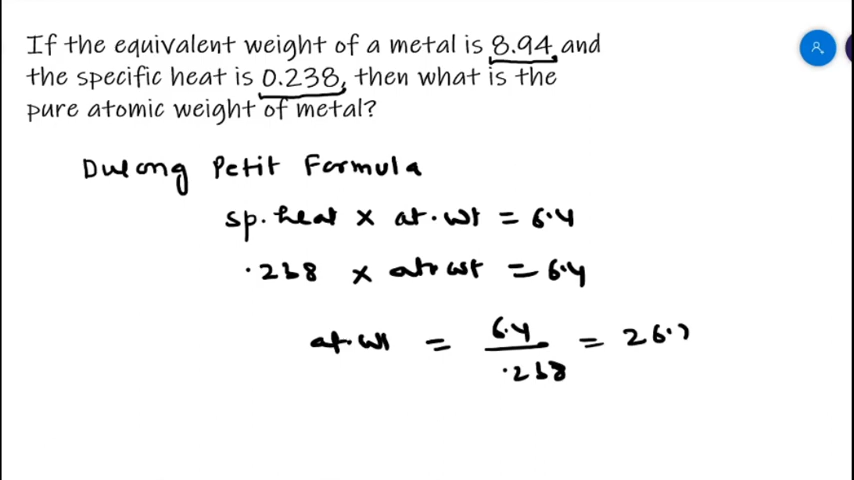 If the equivalent weight of a metal is 8.94 and
the specific heat is 0.238, then what is the
pure atomic weight of metal?
Dulong Petit Formula
sp. heat × at. wt = 6.4
.238 × at. wt = 6.4
at. wt = 6.4 / .238 = 26.